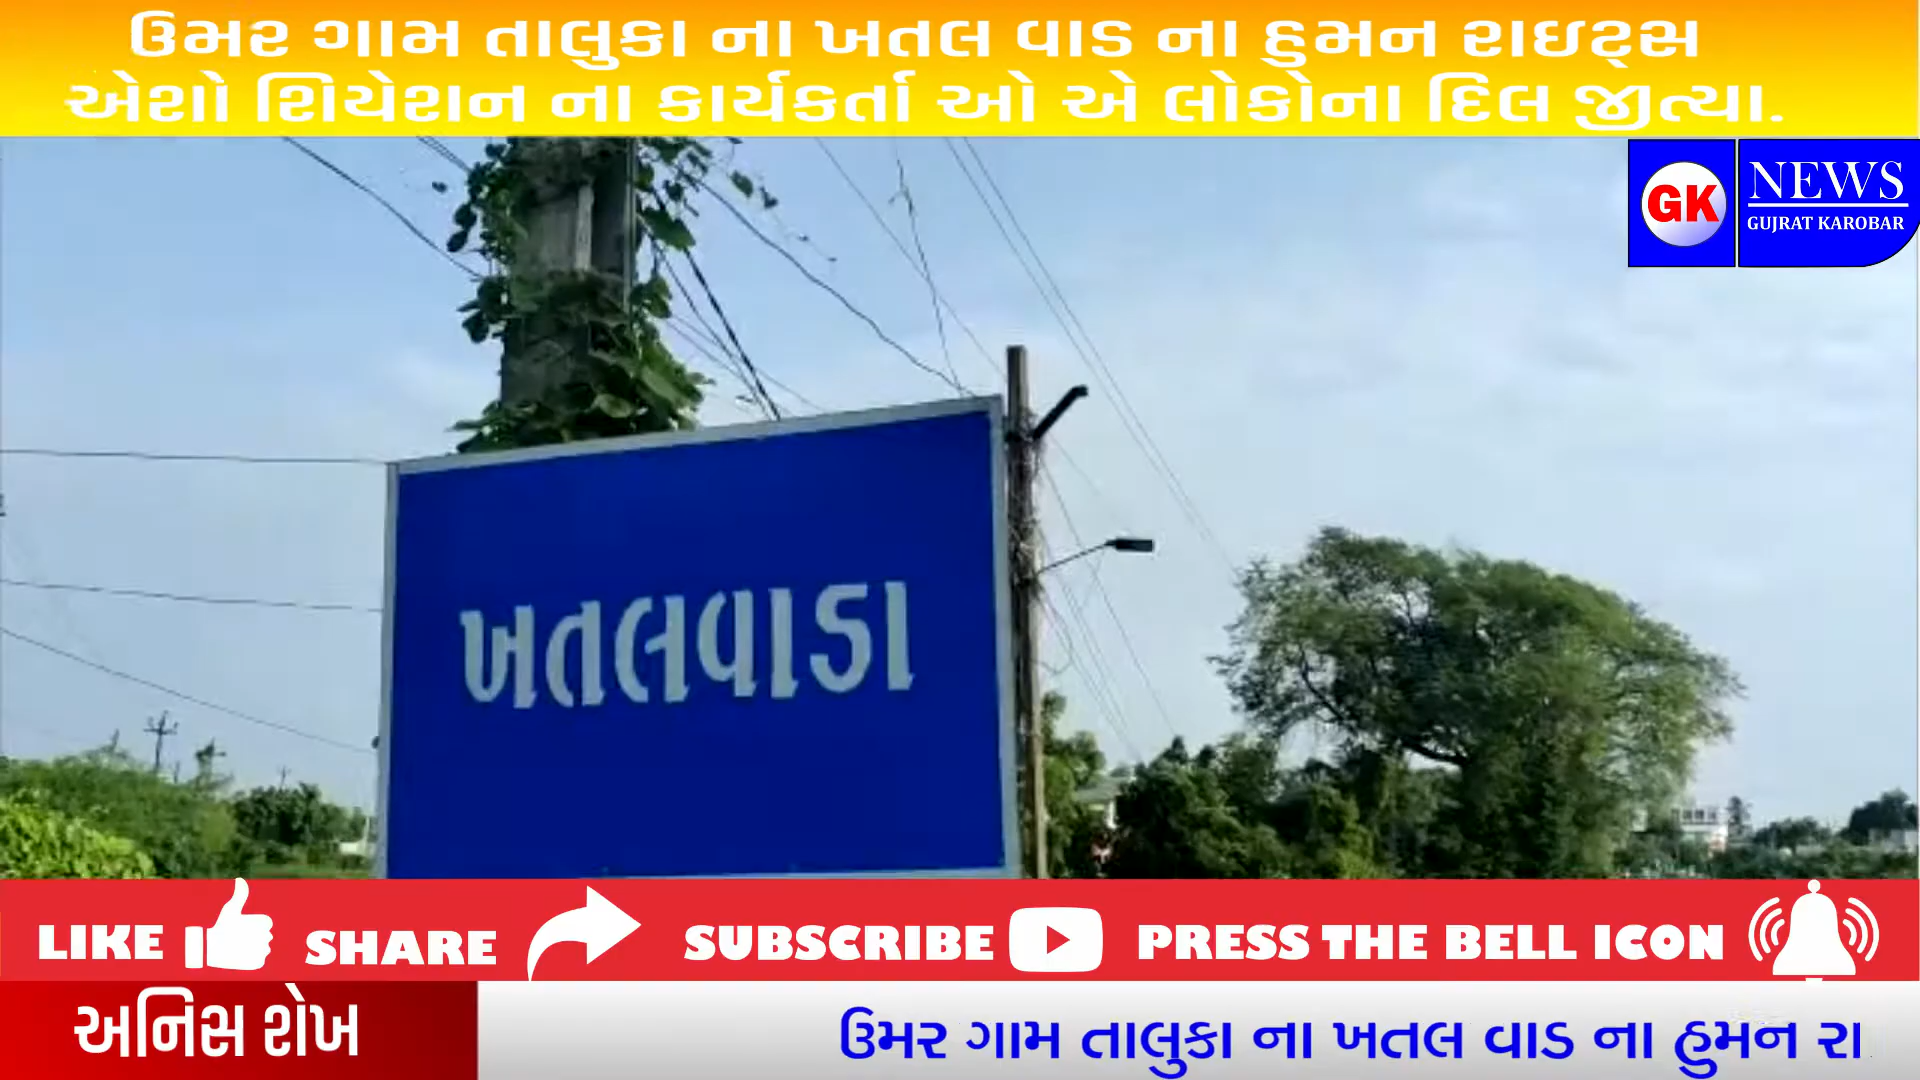 ઉમર ગામ તાલુકા ના ખતલ વાડ ના હુમન રાઇટ્સ
એશો શિયેશન ના કાર્યકર્તા ઓ એ લોકોના દિલ જીત્યા.
GK
NEWS
GUJRAT KAROBAR
ખતલવાડા
LIKE SHARE SUBSCRIBE PRESS THE BELL ICON
અનિસ શેખ
ઉમર ગામ તાલુકા ના ખતલ વાડ ના હુમન રા